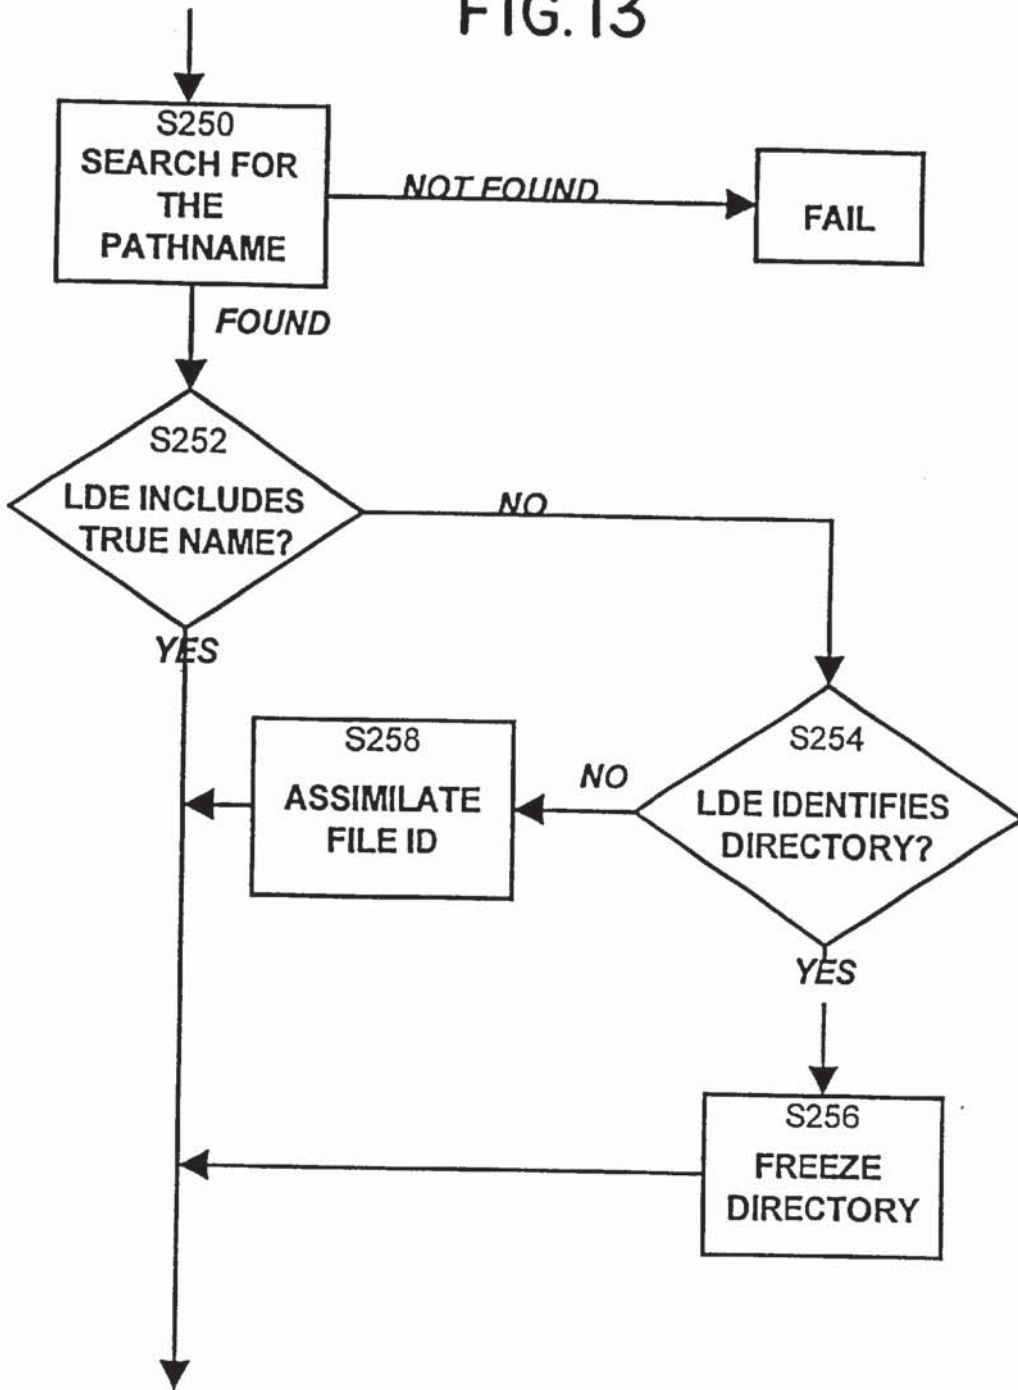 FIG. 13
S250
SEARCH FOR
THE
PATHNAME
NOT FOUND
FAIL
FOUND
S252
LDE INCLUDES
TRUE NAME?
NO
YES
S254
LDE IDENTIFIES
DIRECTORY?
NO
S258
ASSIMILATE
FILE ID
YES
S256
FREEZE
DIRECTORY